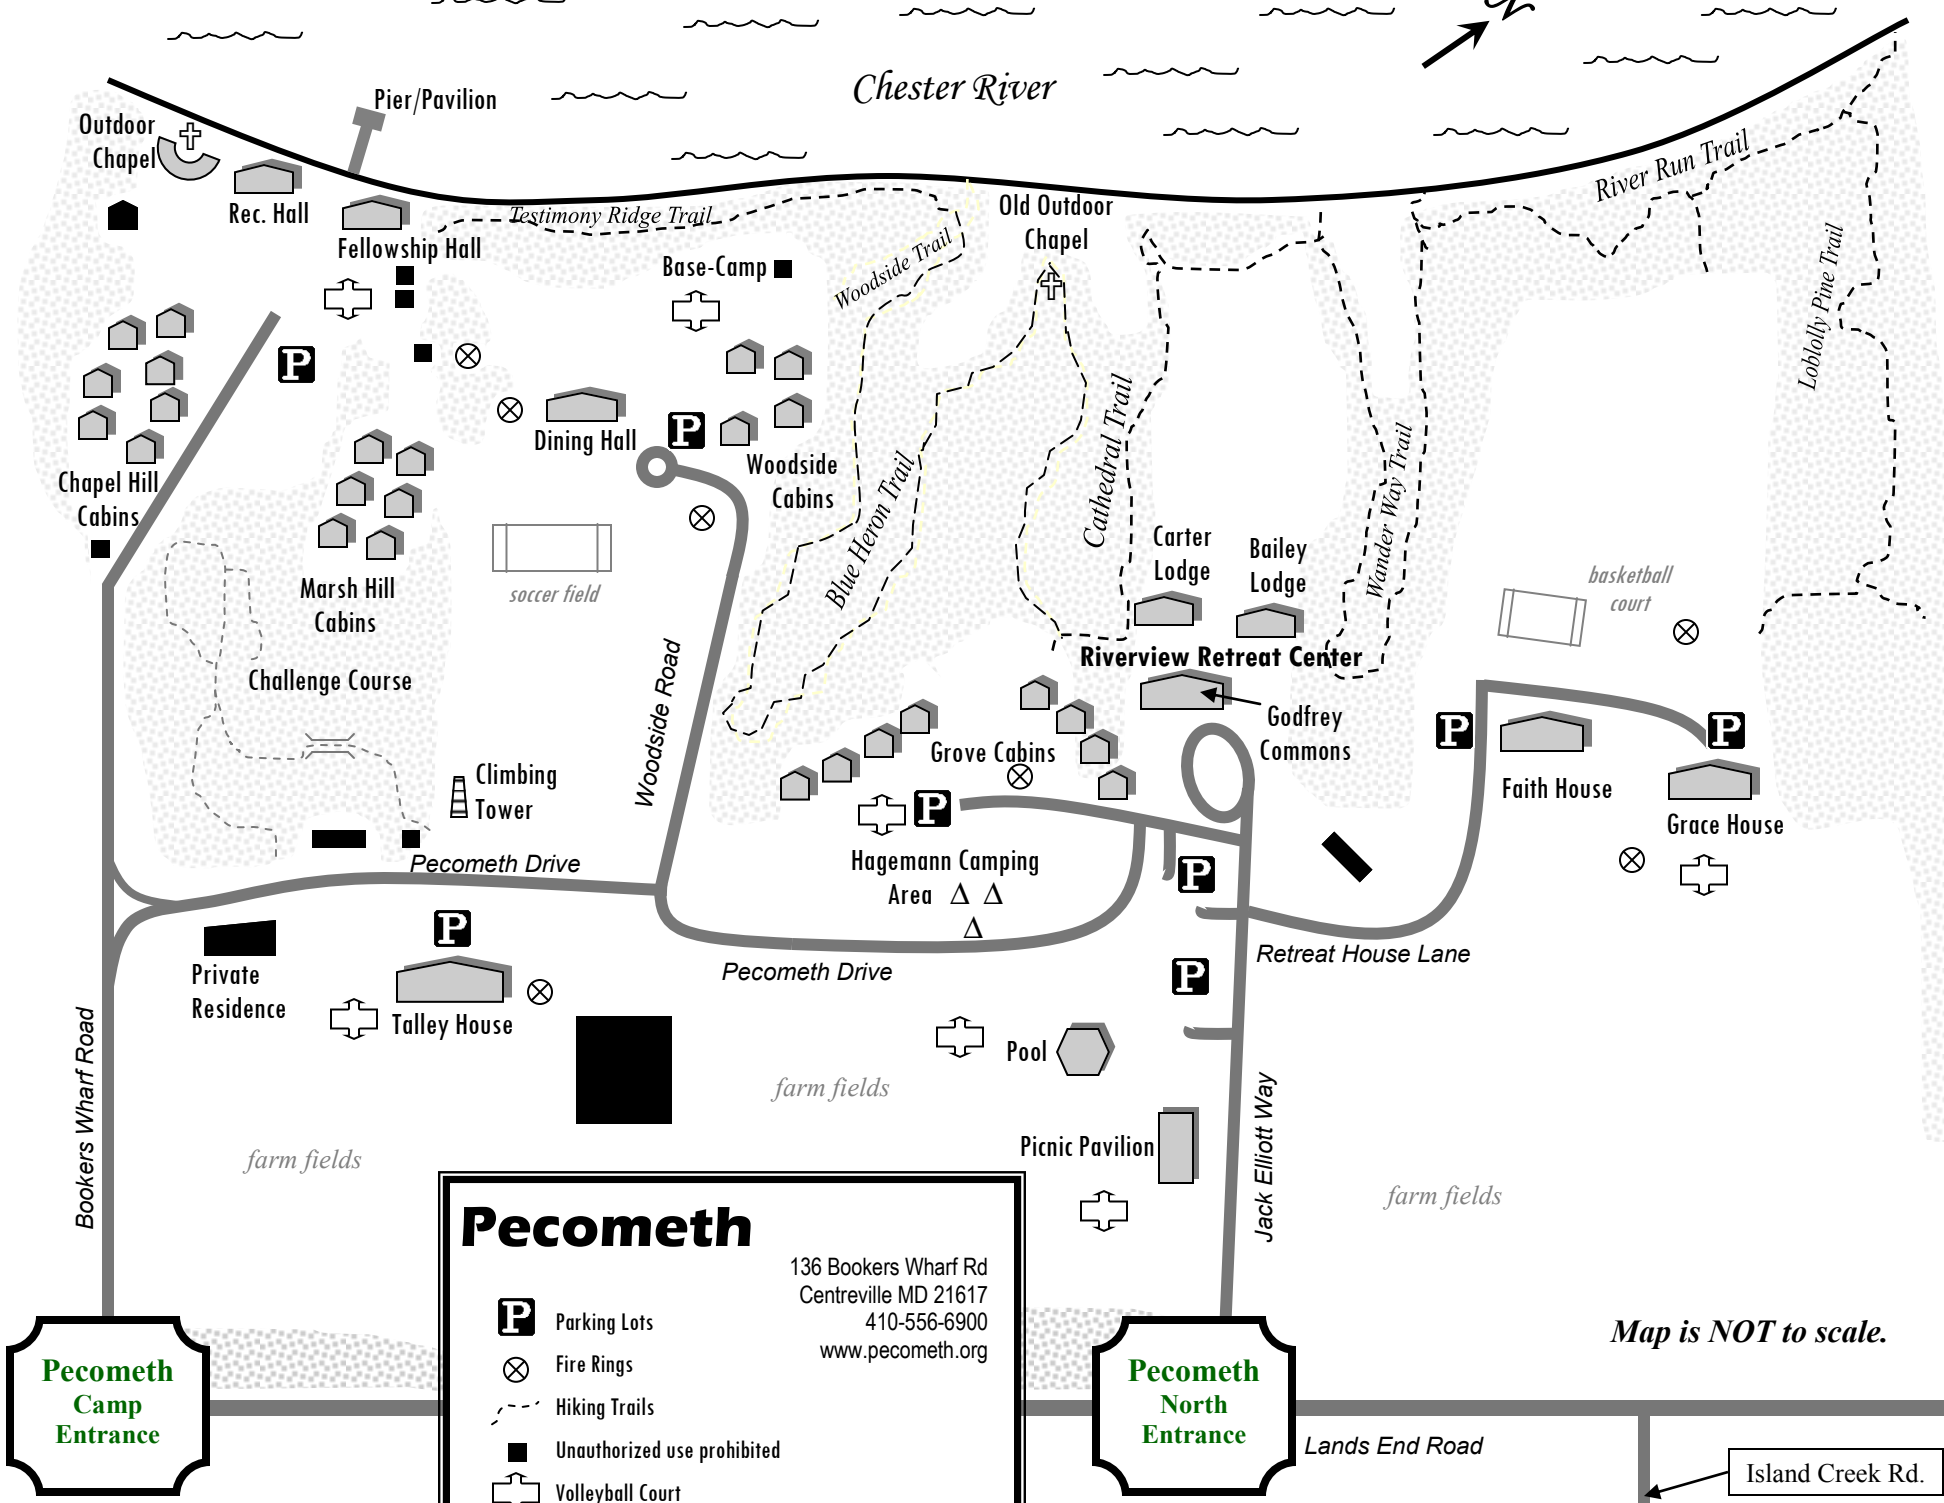 Chester River
Pier/Pavilion
Outdoor
Chapel
Rec. Hall
Fellowship Hall
Testimony Ridge Trail
Base-Camp
Woodside Trail
Old Outdoor
Chapel
River Run Trail
Loblolly Pine Trail
P
Dining Hall
P
Woodside
Cabins
Chapel Hill
Cabins
Marsh Hill
Cabins
soccer field
Blue Heron Trail
Cathedral Trail
Wander Way Trail
Carter
Lodge
Bailey
Lodge
basketball
court
Riverview Retreat Center
Godfrey
Commons
Challenge Course
Woodside Road
Climbing
Tower
Grove Cabins
P
P
P
Faith House
Grace House
Pecometh Drive
Hagemann Camping
Area
P
P
Private
Residence
Talley House
Pecometh Drive
Retreat House Lane
P
Pool
Bookers Wharf Road
farm fields
farm fields
Picnic Pavilion
Jack Elliott Way
farm fields
Pecometh
136 Bookers Wharf Rd
Centreville MD 21617
410-556-6900
www.pecometh.org
P Parking Lots
Fire Rings
Hiking Trails
Unauthorized use prohibited
Volleyball Court
Map is NOT to scale.
Pecometh
Camp
Entrance
Pecometh
North
Entrance
Lands End Road
Island Creek Rd.